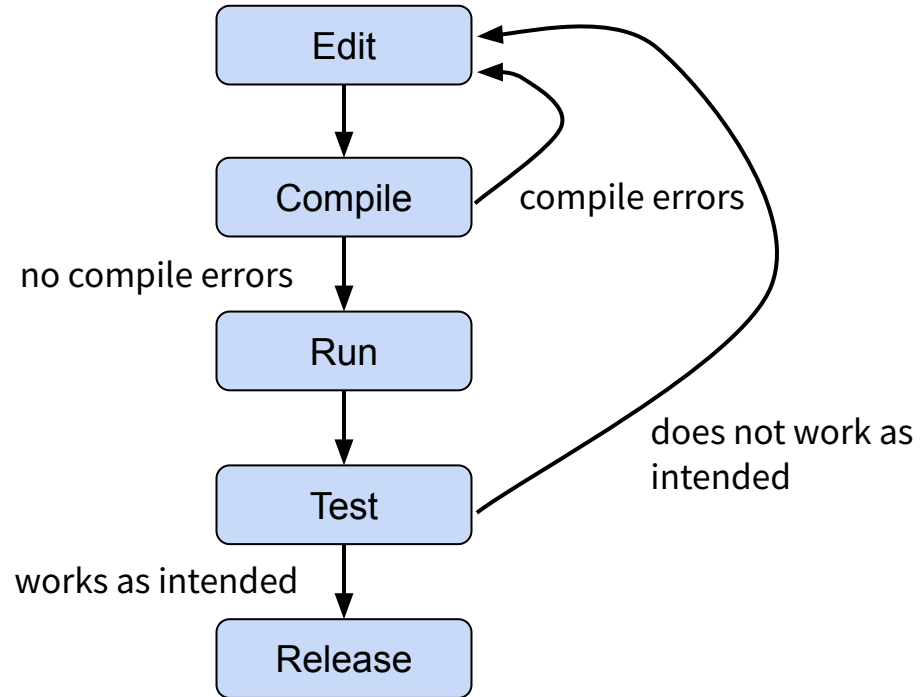 Edit
Compile
compile errors
no compile errors
Run
does not work as
intended
Test
works as intended
Release